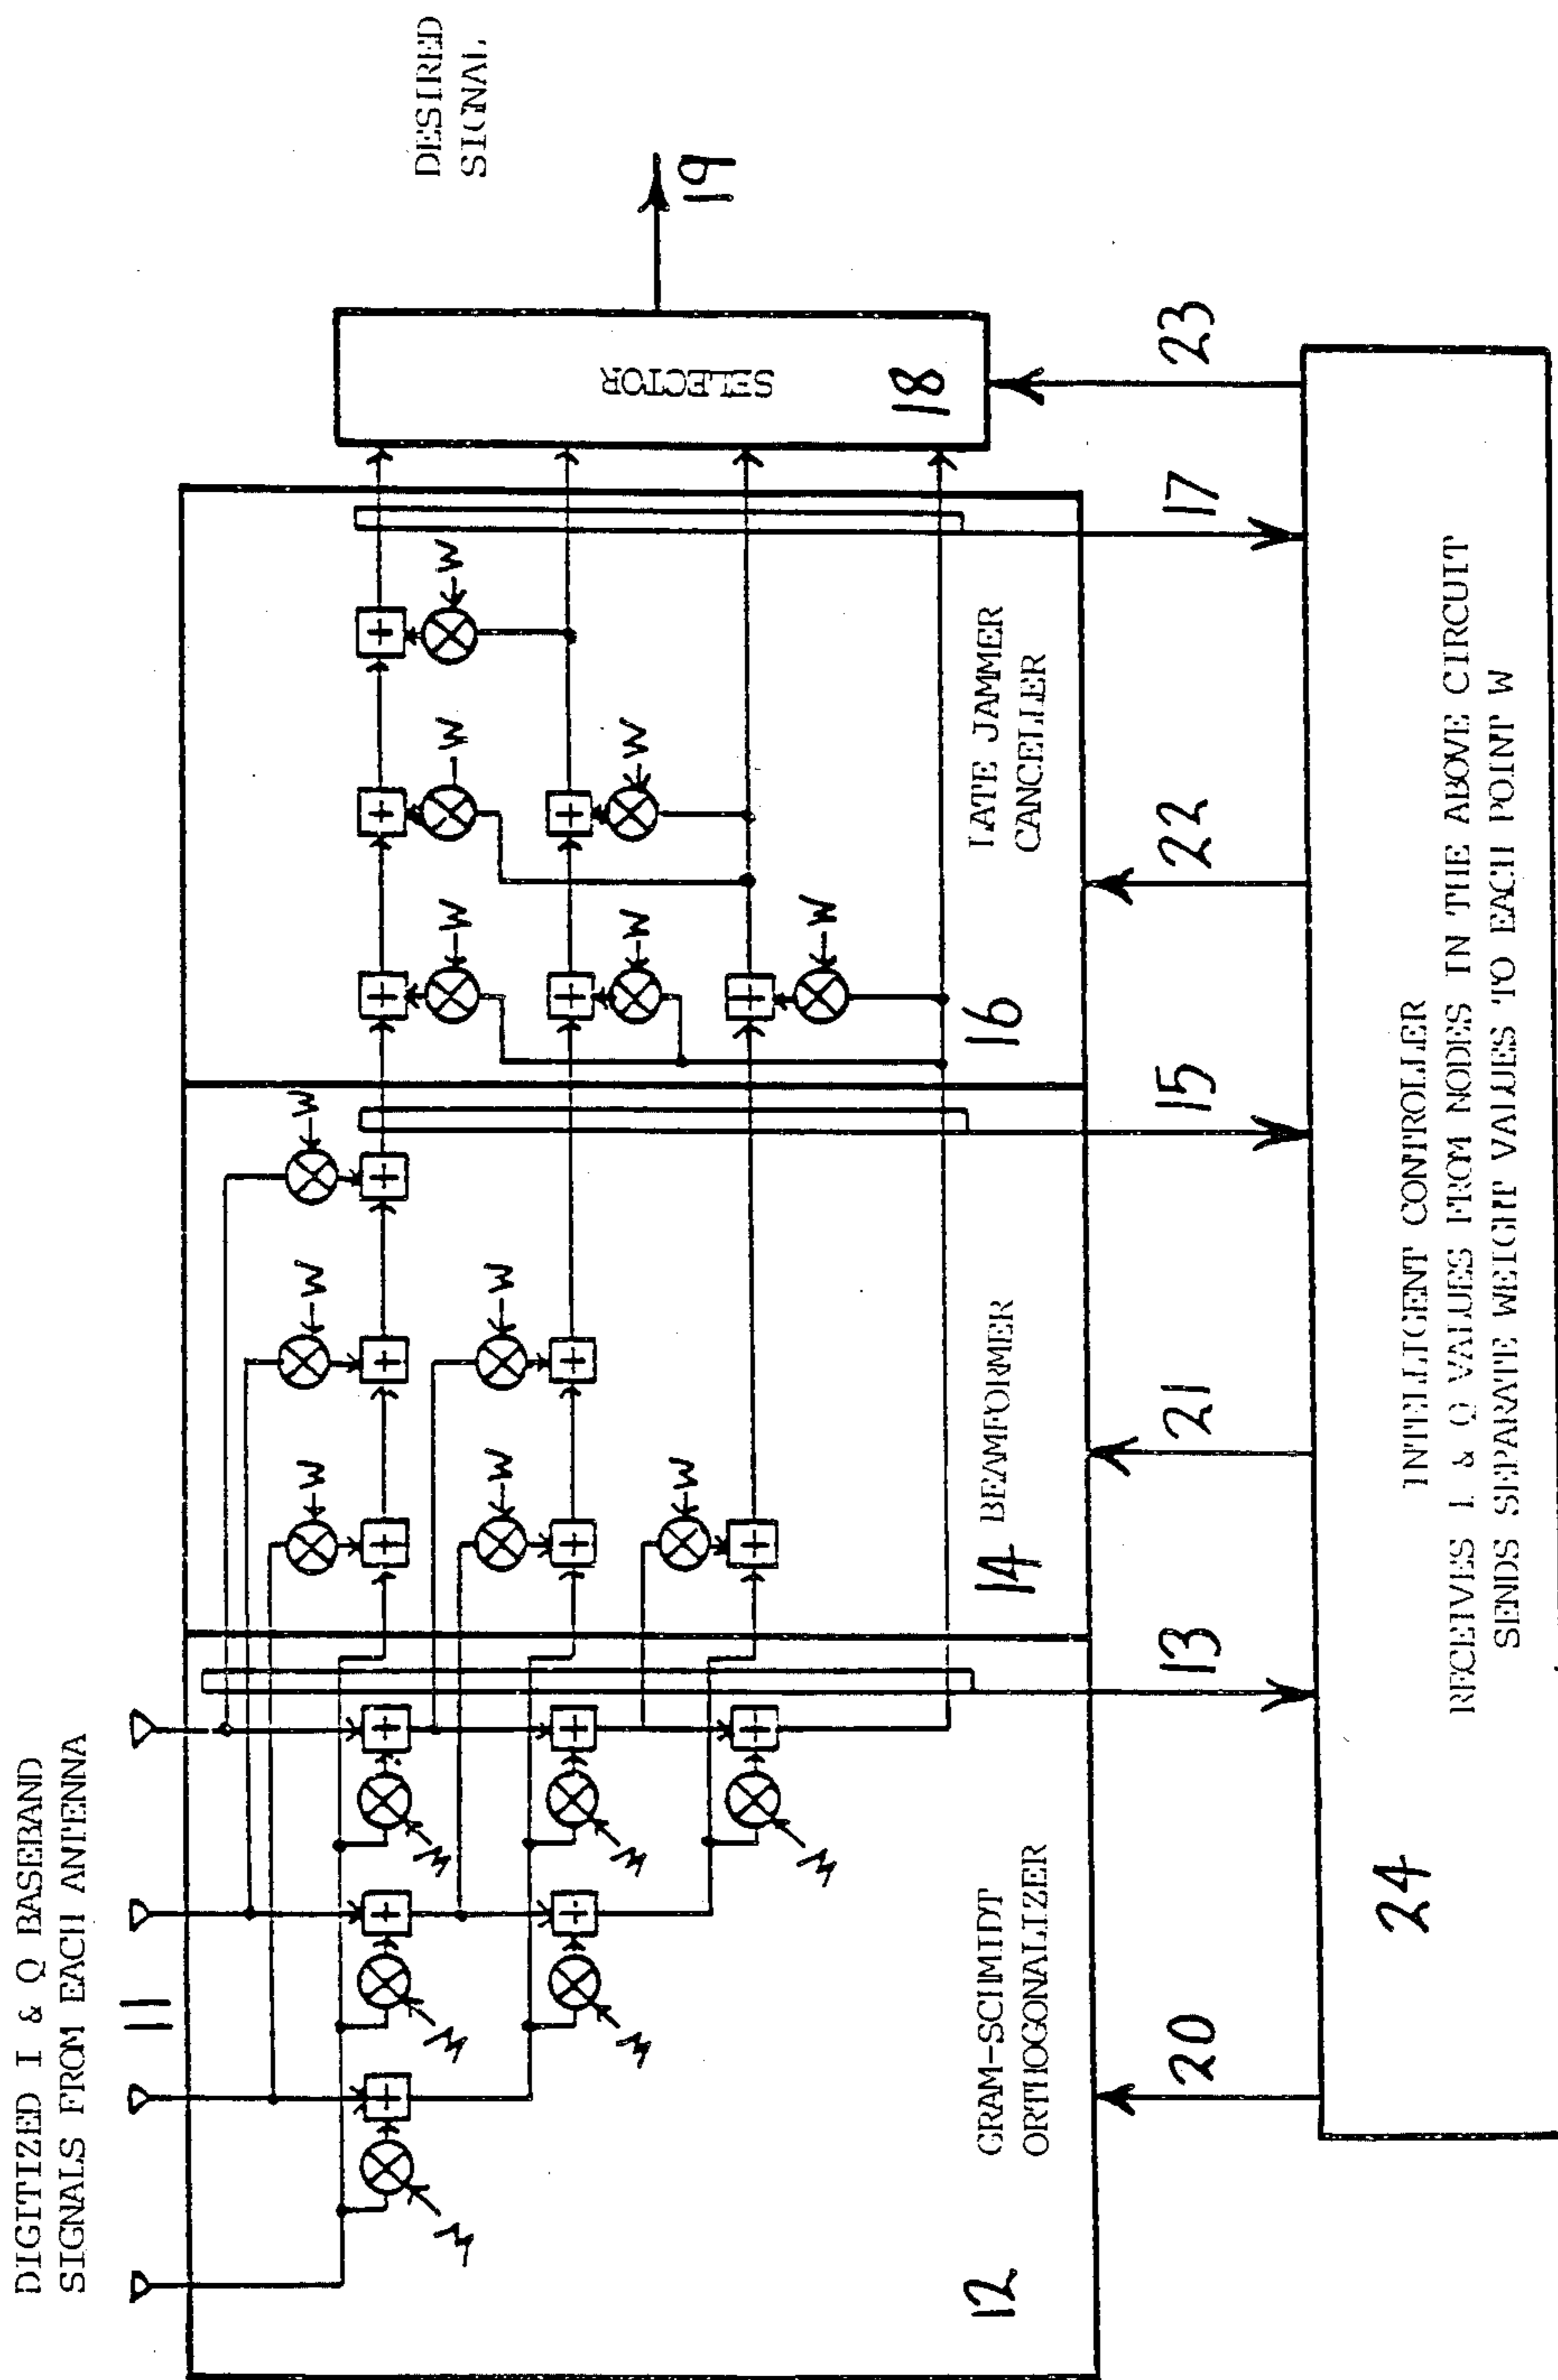 DIGITIZED I & Q BASEBAND
SIGNALS FROM EACH ANTENNA
11
W
W
W
W
W
W
GRAM-SCHMIDT
ORTHOGONALIZER
12
W
W
W
W
W
W
14 BEAMFORMER
W
W
W
W
W
W
16
LATE JAMMER
CANCELLER
SELECTOR
18
19
DESIRED
SIGNAL
20
13
21
15
22
17
23
24
INTELLIGENT CONTROLLER
RECEIVES I & Q VALUES FROM NODES IN THE ABOVE CIRCUIT
SENDS SEPARATE WEIGHT VALUES TO EACH POINT W